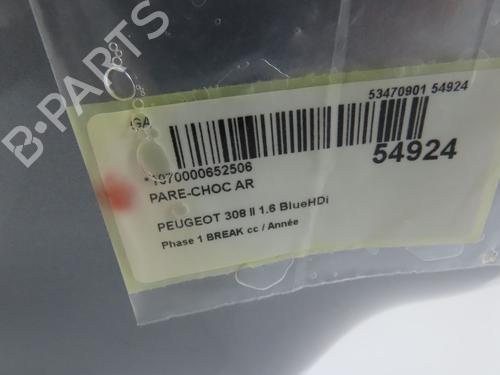 B-PARTS
53470901 54924
GA
54924
*1070000652506
PARE-CHOC AR
PEUGEOT 308 II 1.6 BlueHDi
Phase 1 BREAK cc / Année